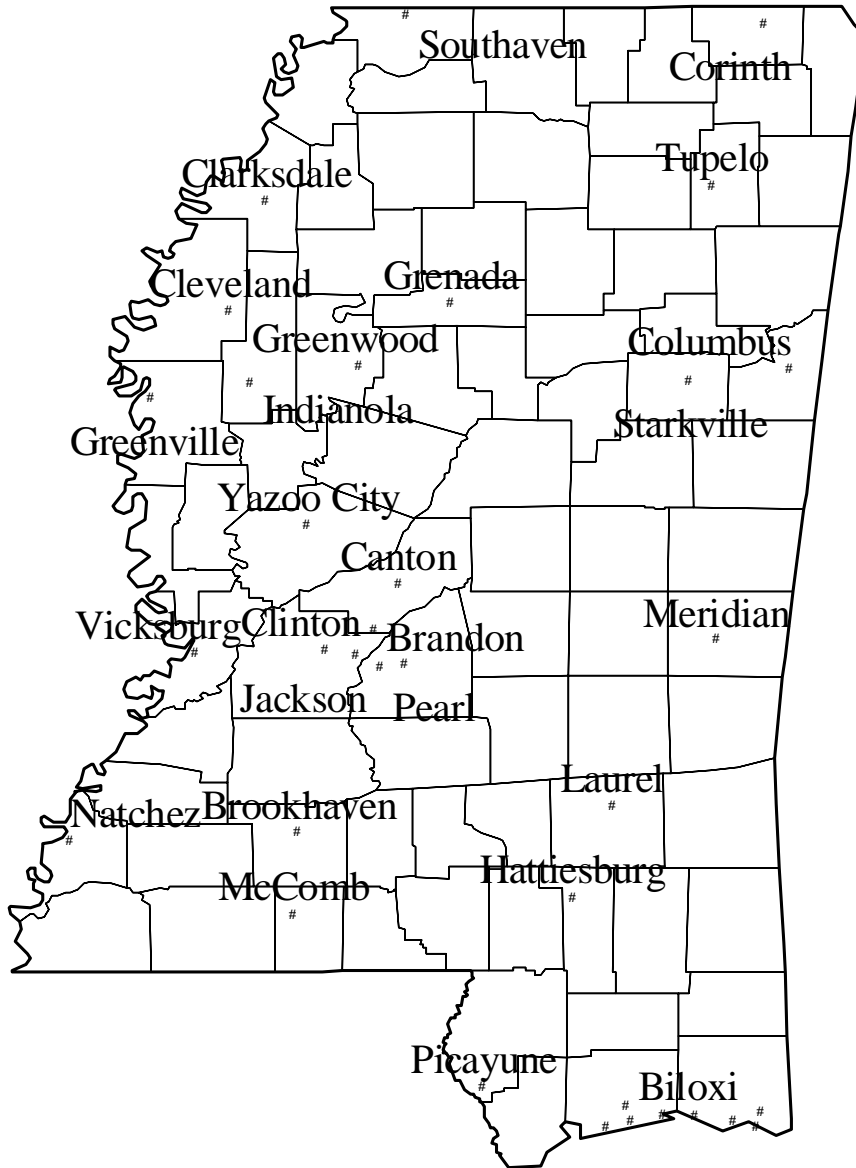 #
#
Southaven
Corinth
Tupelo
#
Clarksdale
#
Cleveland
#
Grenada
#
Greenwood
#
Columbus
#
#
#
#
Indianola
Starkville
Greenville
Yazoo City
#
Canton
#
Vicksburg
#
Clinton
#
#
#
#
#
Brandon
Meridian
#
Jackson
Pearl
Laurel
#
Natchez
#
Brookhaven
#
Hattiesburg
#
McComb
#
Picayune
#
Biloxi
#
#
#
#
#
#
#
#